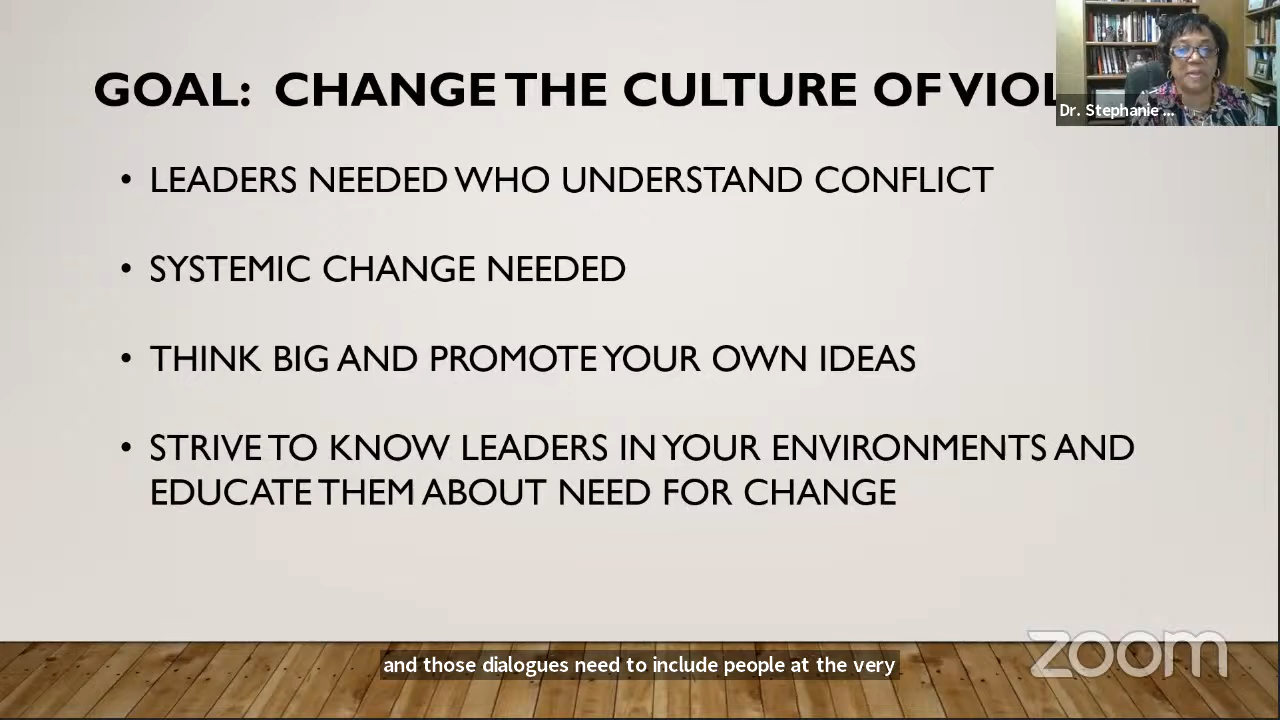 GOAL: CHANGE THE CULTURE OF VIOL
Dr. Stephanie ...
• LEADERS NEEDED WHO UNDERSTAND CONFLICT
• SYSTEMIC CHANGE NEEDED
• THINK BIG AND PROMOTE YOUR OWN IDEAS
• STRIVE TO KNOW LEADERS IN YOUR ENVIRONMENTS AND
EDUCATE THEM ABOUT NEED FOR CHANGE
zoom
and those dialogues need to include people at the very